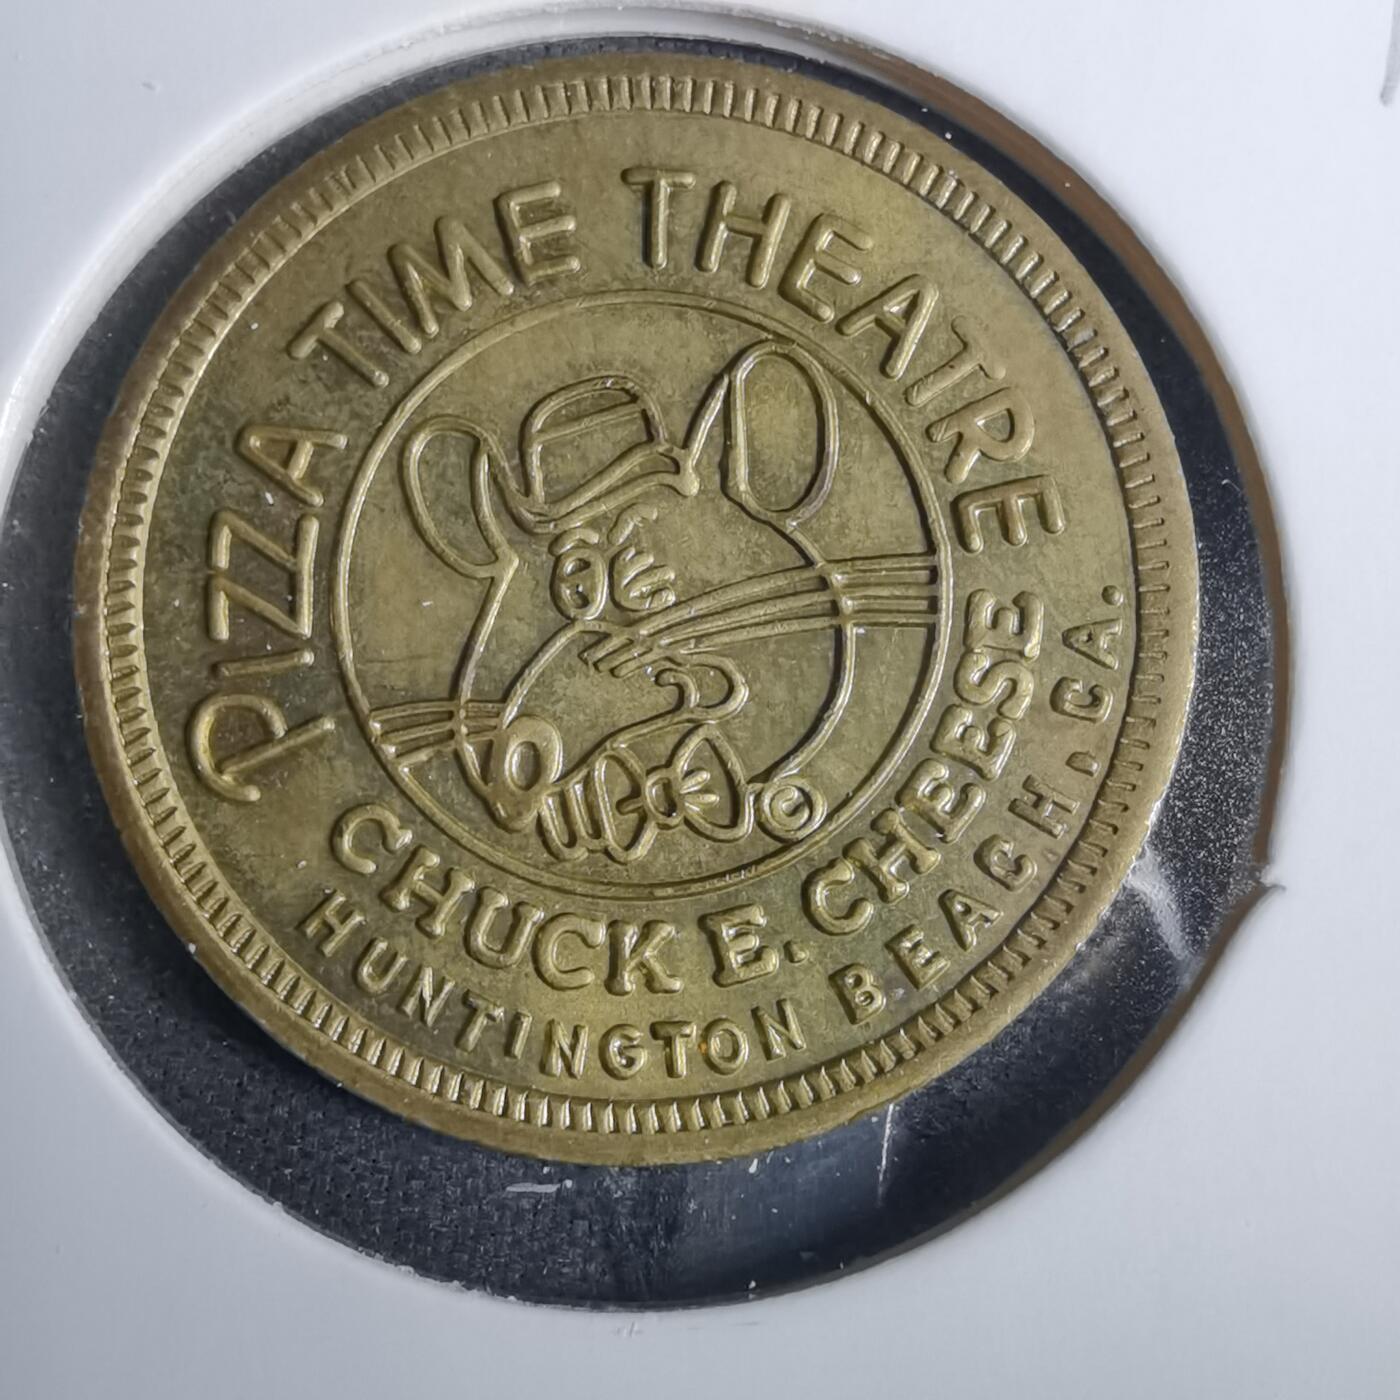 PIZZA TIME THEATRE
CHUCK E. CHEESE
HUNTINGTON BEACH, CA.
©